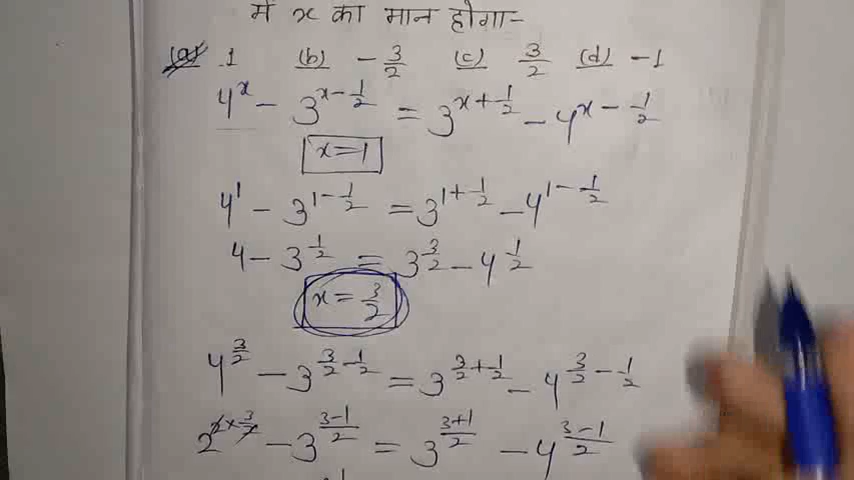 में x का मान होगा-
(a) 1 (b) -3/2 (c) 3/2 (d) -1
4^x - 3^(x-1/2) = 3^(x+1/2) - 4^(x-1/2)
x=1
4^1 - 3^(1-1/2) = 3^(1+1/2) - 4^(1-1/2)
4 - 3^(1/2) = 3^(3/2) - 4^(1/2)
x = 3/2
4^(3/2) - 3^(3/2-1/2) = 3^(3/2+1/2) - 4^(3/2-1/2)
2^(2×3/2) - 3^((3-1)/2) = 3^((3+1)/2) - 4^((3-1)/2)